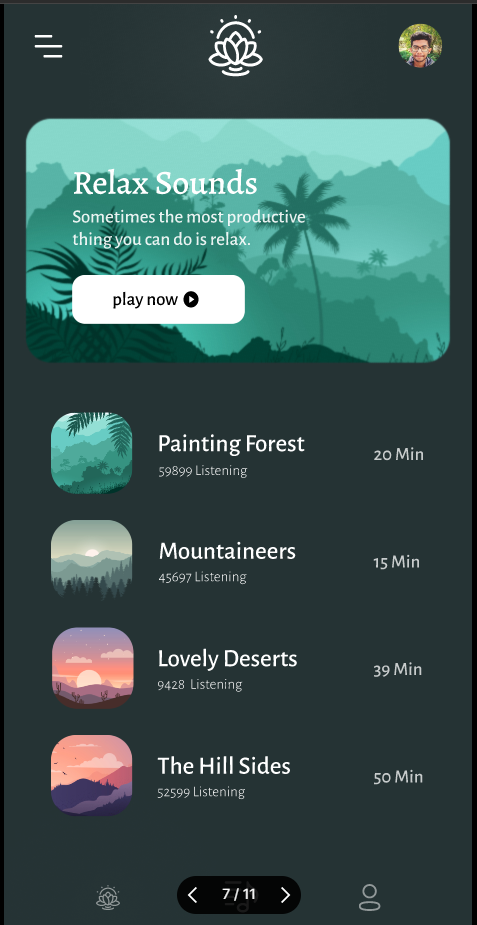 Relax Sounds
Sometimes the most productive
thing you can do is relax.
play now
Painting Forest
59899 Listening
20 Min
Mountaineers
45697 Listening
15 Min
Lovely Deserts
9428 Listening
39 Min
The Hill Sides
52599 Listening
50 Min
7 / 11